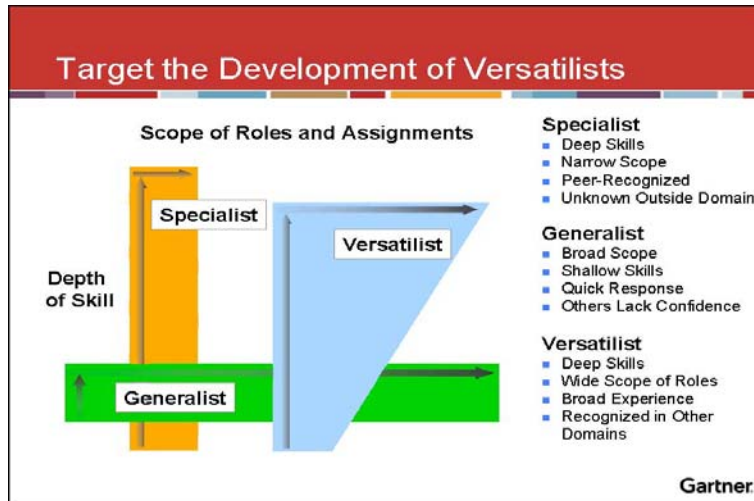 Target the Development of Versatilists
Scope of Roles and Assignments
Specialist
Versatilist
Depth
of Skill
Generalist
Specialist
Deep Skills
Narrow Scope
Peer-Recognized
Unknown Outside Domain
Generalist
Broad Scope
Shallow Skills
Quick Response
Others Lack Confidence
Versatilist
Deep Skills
Wide Scope of Roles
Broad Experience
Recognized in Other
Domains
Gartner